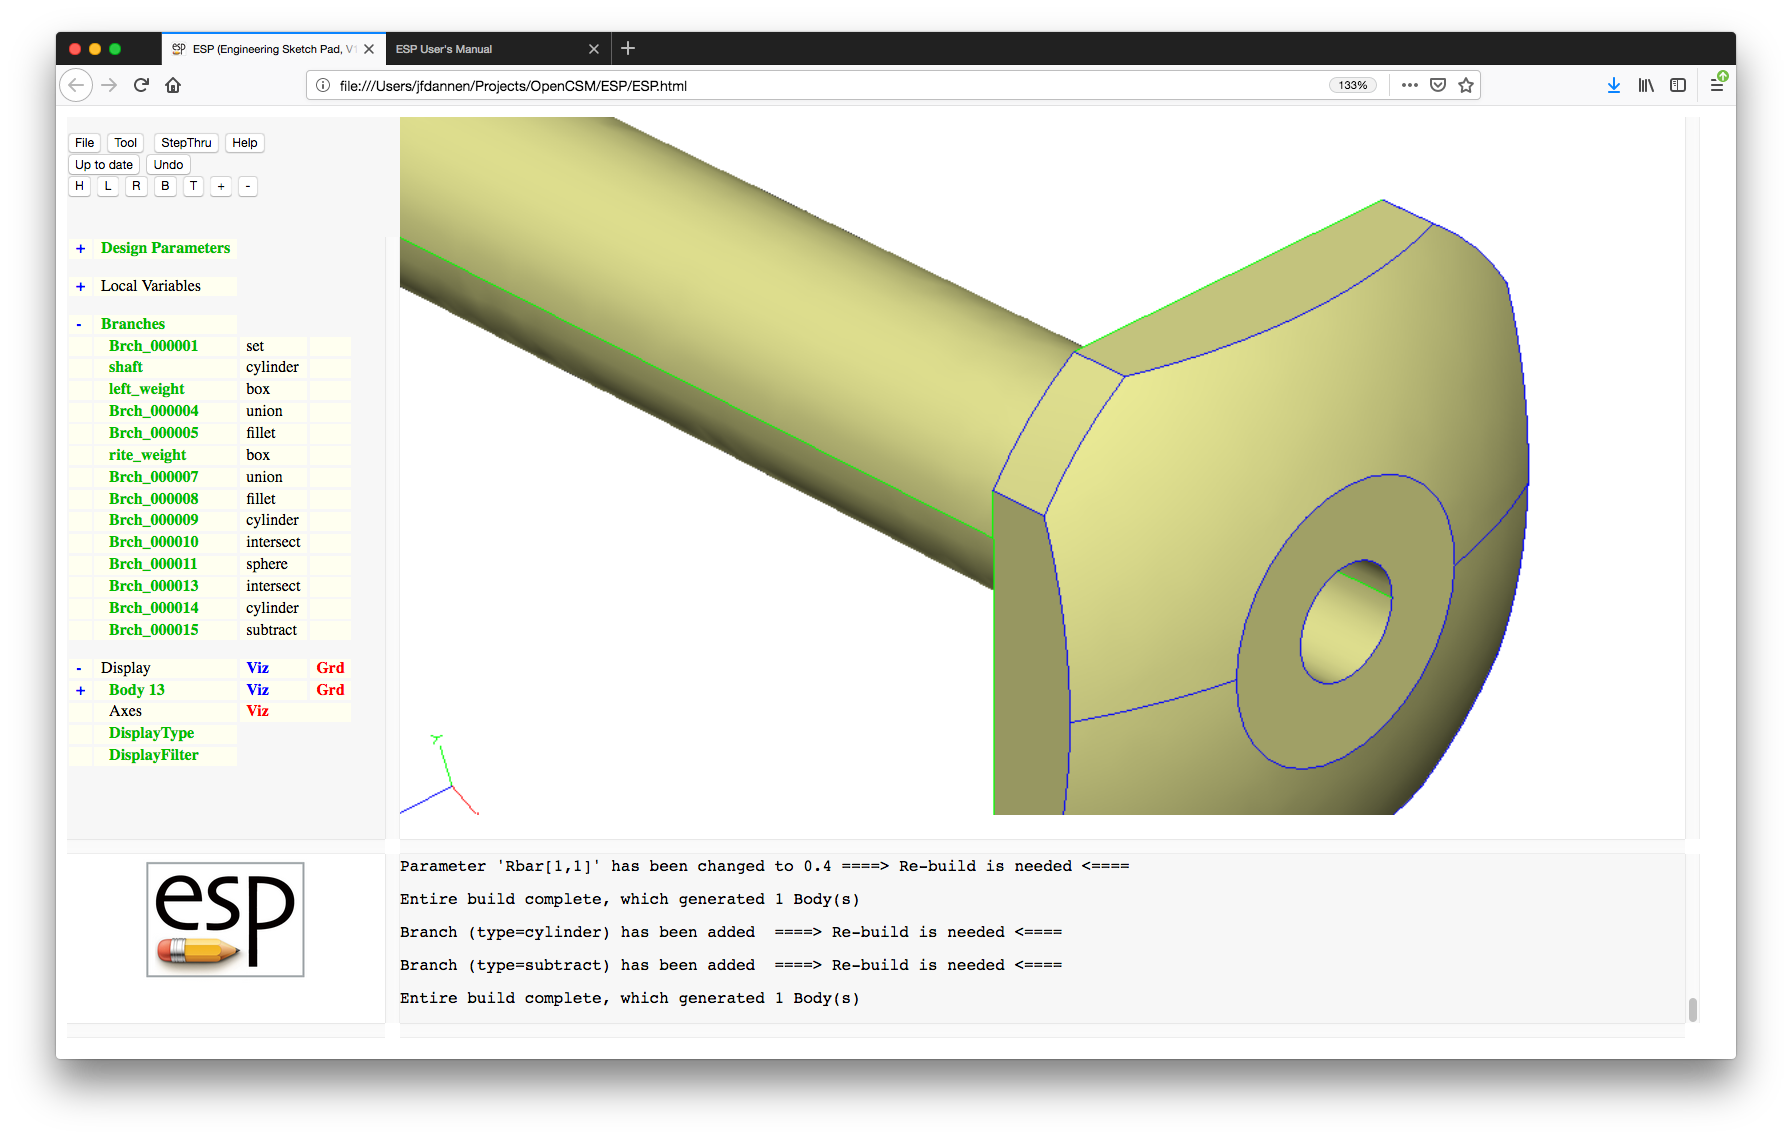 ESP (Engineering Sketch Pad, V1
ESP User's Manual
file:///Users/jfdannen/Projects/OpenCSM/ESP/ESP.html 133%
File Tool StepThru Help
Up to date Undo
H L R B T + -
+ Design Parameters
+ Local Variables
- Branches
Brch_000001 set
shaft cylinder
left_weight box
Brch_000004 union
Brch_000005 fillet
rite_weight box
Brch_000007 union
Brch_000008 fillet
Brch_000009 cylinder
Brch_000010 intersect
Brch_000011 sphere
Brch_000013 intersect
Brch_000014 cylinder
Brch_000015 subtract
- Display Viz Grd
+ Body 13 Viz Grd
Axes Viz
DisplayType
DisplayFilter
Y
esp
Parameter 'Rbar[1,1]' has been changed to 0.4 ====> Re-build is needed <====
Entire build complete, which generated 1 Body(s)
Branch (type=cylinder) has been added  ====> Re-build is needed <====
Branch (type=subtract) has been added  ====> Re-build is needed <====
Entire build complete, which generated 1 Body(s)